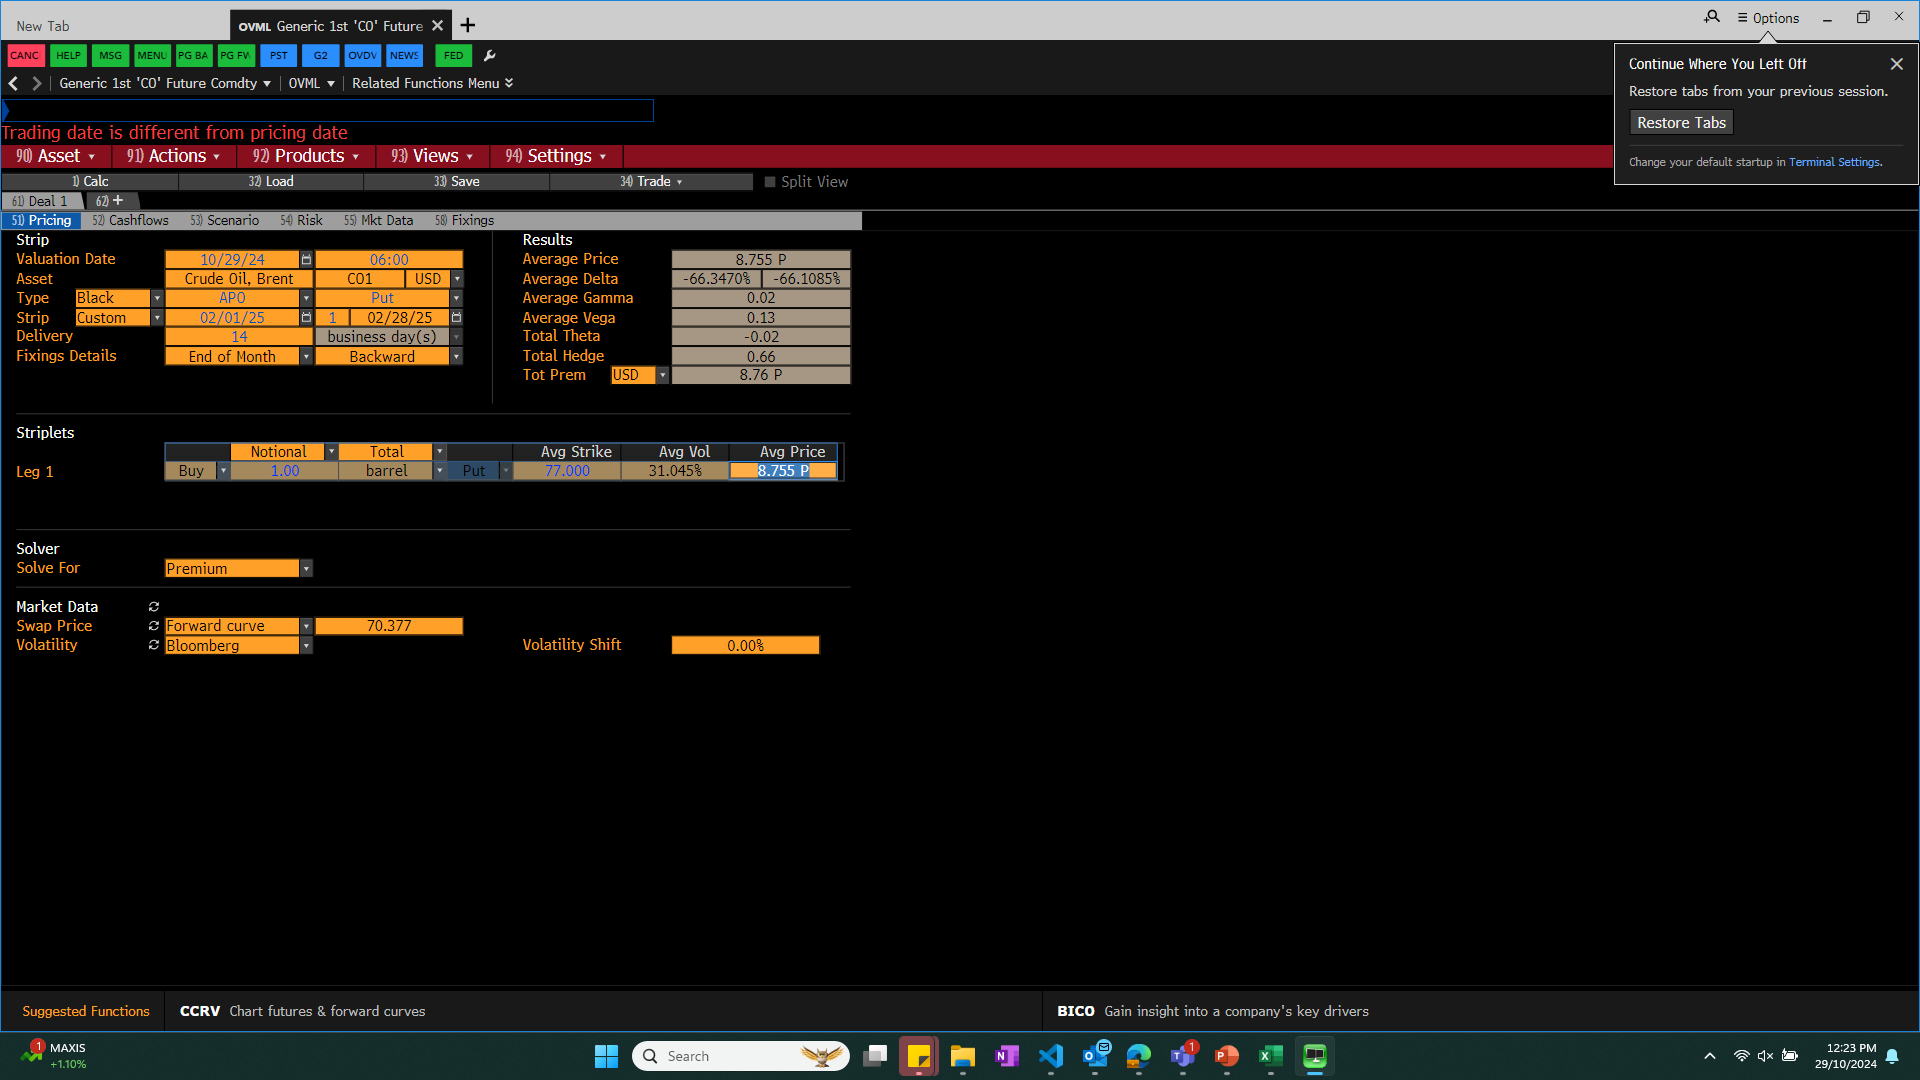 New Tab
OVML Generic 1st 'CO' Future
Options
CANC HELP MSG MENU PG BA PG FW PST G2 OVDV NEWS FED
Generic 1st 'CO' Future Comdty OVML Related Functions Menu
Continue Where You Left Off
Restore tabs from your previous session.
Restore Tabs
Change your default startup in Terminal Settings.
Trading date is different from pricing date
90) Asset 91) Actions 92) Products 93) Views 94) Settings
1) Calc 32) Load 33) Save 34) Trade Split View
61) Deal 1 62) +
51) Pricing 52) Cashflows 53) Scenario 54) Risk 55) Mkt Data 58) Fixings
Strip
Valuation Date 10/29/24 06:00
Asset Crude Oil, Brent CO1 USD
Type Black APO Put
Strip Custom 02/01/25 1 02/28/25
Delivery 14 business day(s)
Fixings Details End of Month Backward
Results
Average Price 8.755 P
Average Delta -66.3470% -66.1085%
Average Gamma 0.02
Average Vega 0.13
Total Theta -0.02
Total Hedge 0.66
Tot Prem USD 8.76 P
Striplets
Notional Total Avg Strike Avg Vol Avg Price
Leg 1 Buy 1.00 barrel Put 77.000 31.045% 8.755 P
Solver
Solve For Premium
Market Data
Swap Price Forward curve 70.377
Volatility Bloomberg Volatility Shift 0.00%
Suggested Functions CCRV Chart futures & forward curves BICO Gain insight into a company's key drivers
1 MAXIS
+1.10%
Search
1
12:23 PM
29/10/2024